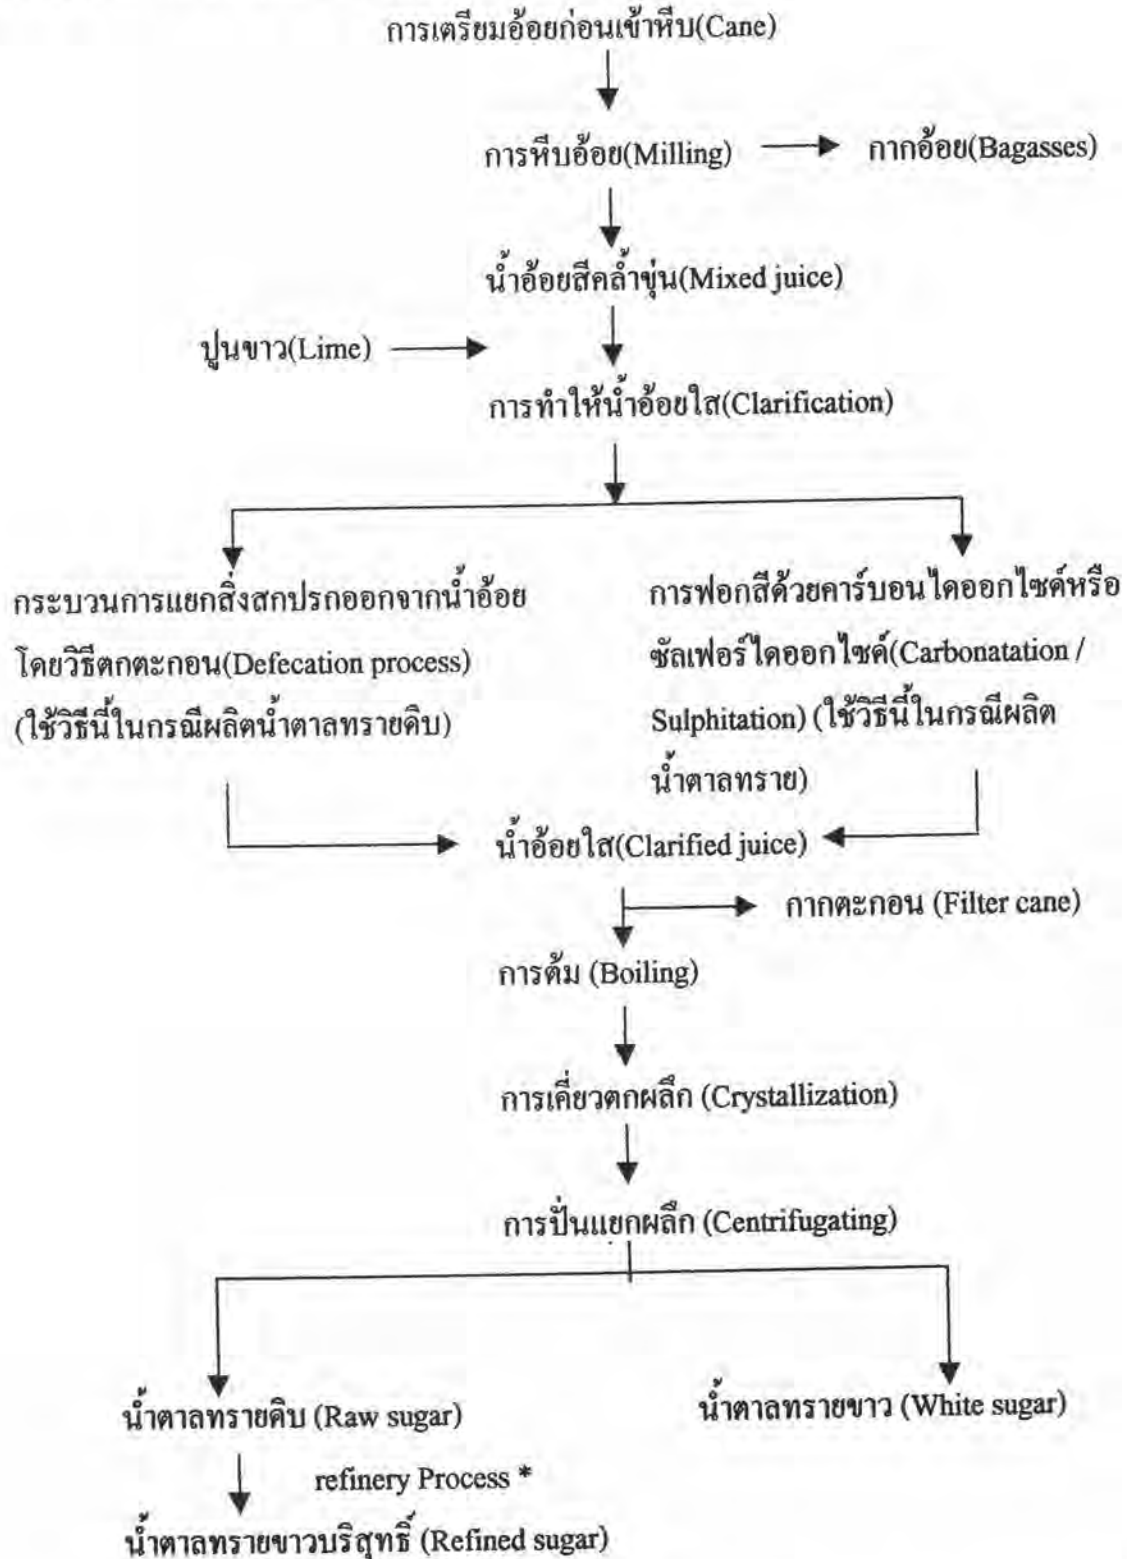 การเตรียมอ้อยก่อนเข้าหีบ(Cane)
การหีบอ้อย(Milling)
กากอ้อย(Bagasses)
น้ำอ้อยสีคล้ำขุ่น(Mixed juice)
ปูนขาว(Lime)
การทำให้น้ำอ้อยใส(Clarification)
กระบวนการแยกสิ่งสกปรกออกจากน้ำอ้อย
โดยวิธีตกตะกอน(Defecation process)
(ใช้วิธีนี้ในกรณีผลิตน้ำตาลทรายดิบ)
การฟอกสีด้วยคาร์บอนไดออกไซด์หรือ
ซัลเฟอร์ไดออกไซด์(Carbonatation /
Sulphitation) (ใช้วิธีนี้ในกรณีผลิต
น้ำตาลทราย)
น้ำอ้อยใส(Clarified juice)
กากตะกอน (Filter cane)
การต้ม (Boiling)
การเคี่ยวตกผลึก (Crystallization)
การปั่นแยกผลึก (Centrifugating)
น้ำตาลทรายดิบ (Raw sugar)
น้ำตาลทรายขาว (White sugar)
refinery Process *
น้ำตาลทรายขาวบริสุทธิ์ (Refined sugar)